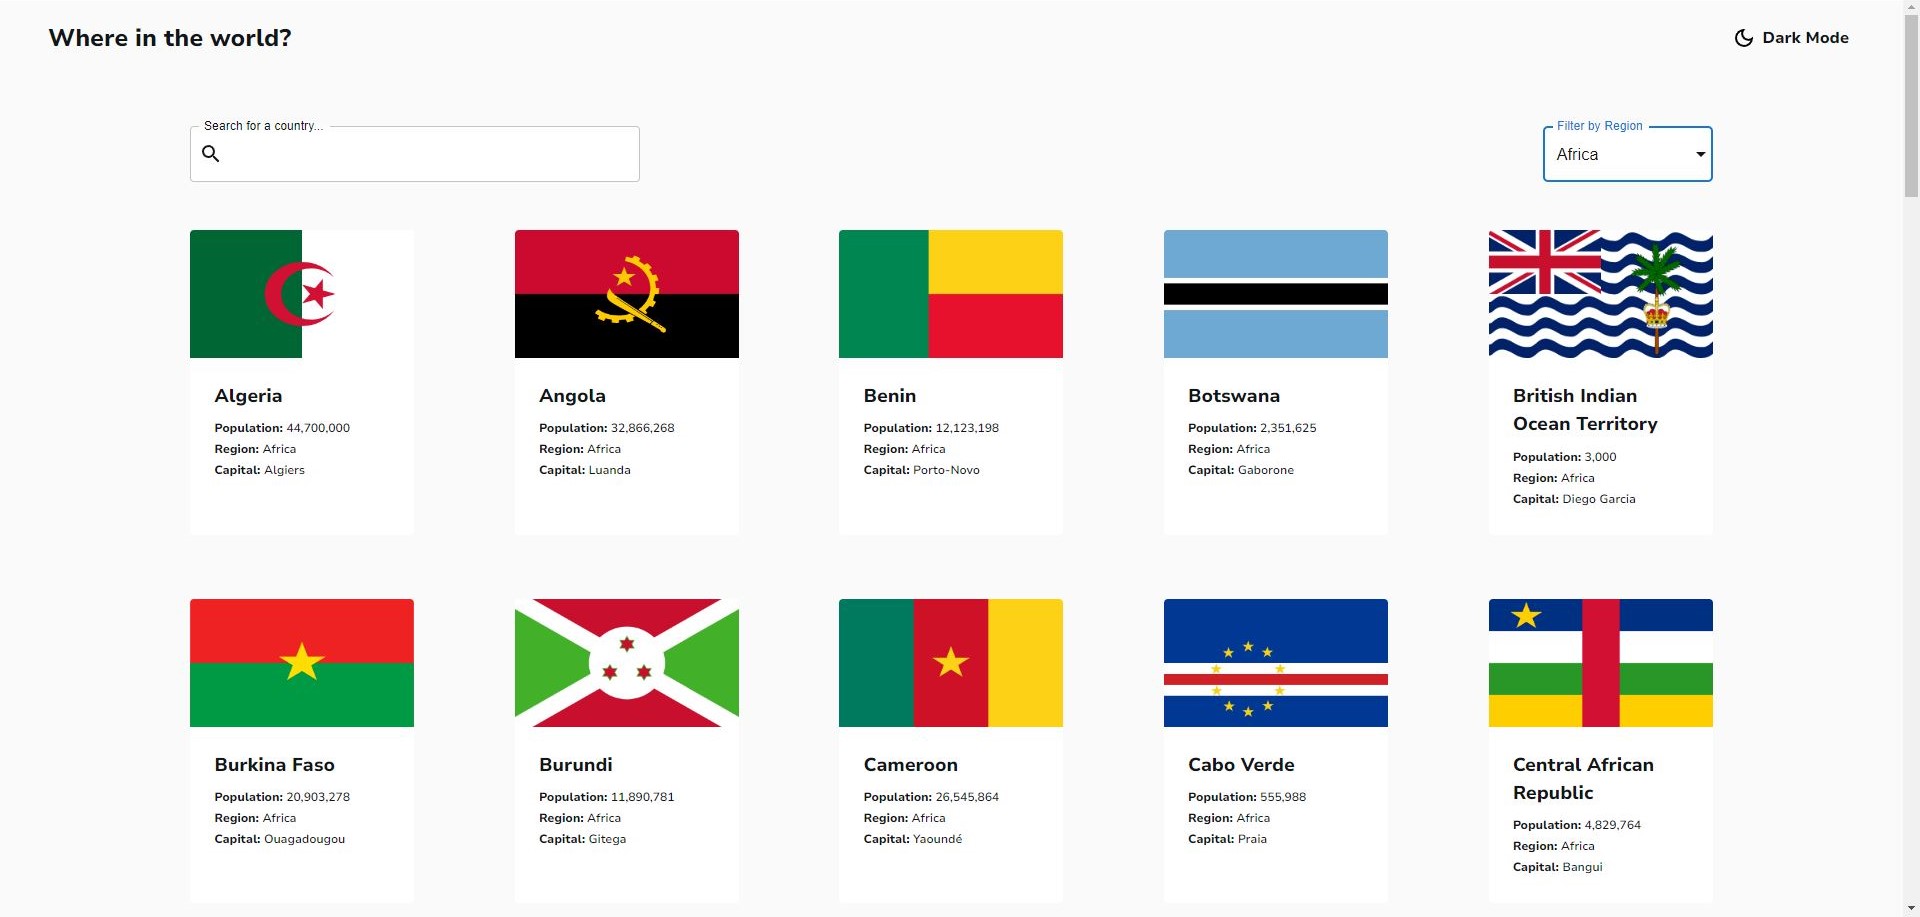 Where in the world?
Dark Mode
Search for a country...
Filter by Region
Africa
Algeria
Population: 44,700,000
Region: Africa
Capital: Algiers
Angola
Population: 32,866,268
Region: Africa
Capital: Luanda
Benin
Population: 12,123,198
Region: Africa
Capital: Porto-Novo
Botswana
Population: 2,351,625
Region: Africa
Capital: Gaborone
British Indian
Ocean Territory
Population: 3,000
Region: Africa
Capital: Diego Garcia
Burkina Faso
Population: 20,903,278
Region: Africa
Capital: Ouagadougou
Burundi
Population: 11,890,781
Region: Africa
Capital: Gitega
Cameroon
Population: 26,545,864
Region: Africa
Capital: Yaoundé
Cabo Verde
Population: 555,988
Region: Africa
Capital: Praia
Central African
Republic
Population: 4,829,764
Region: Africa
Capital: Bangui